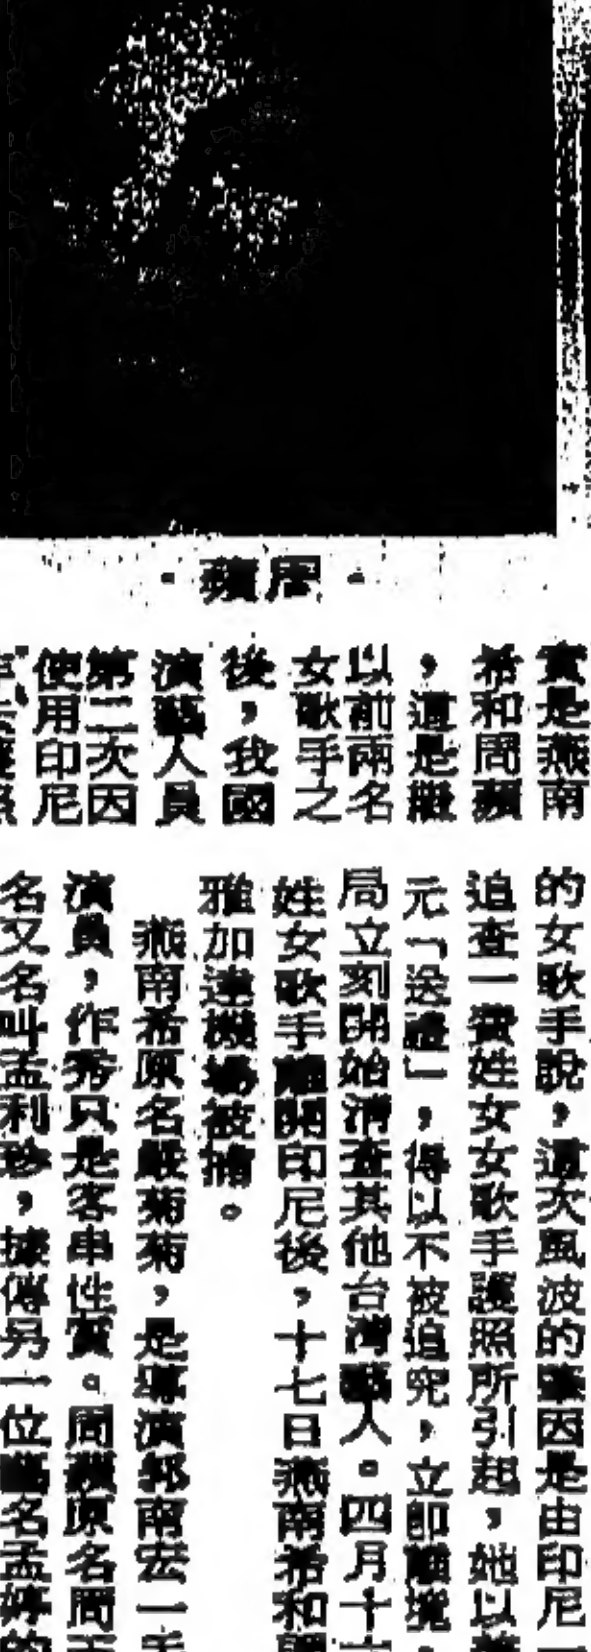 周蘋
實是燕南
希和周蘋
，這是繼
以前兩名
女歌手之
後，我國
演藝人員
第二次因
使用印尼
的女歌手說，這次風波的肇因是由印尼
追查一黃姓女女歌手護照所引起，她以
元「送禮」，得以不被追究，立即離境，
局立刻開始清查其他台灣藝人。四月十
姓女歌手離開印尼後，十七日燕南希和周
雅加達機場被捕。
燕南希原名嚴菊菊，是導演郭南宏一手
演員，作秀只是客串性質。周蘋原名周
名又名叫孟利珍，據傳另一位藝名孟婷的